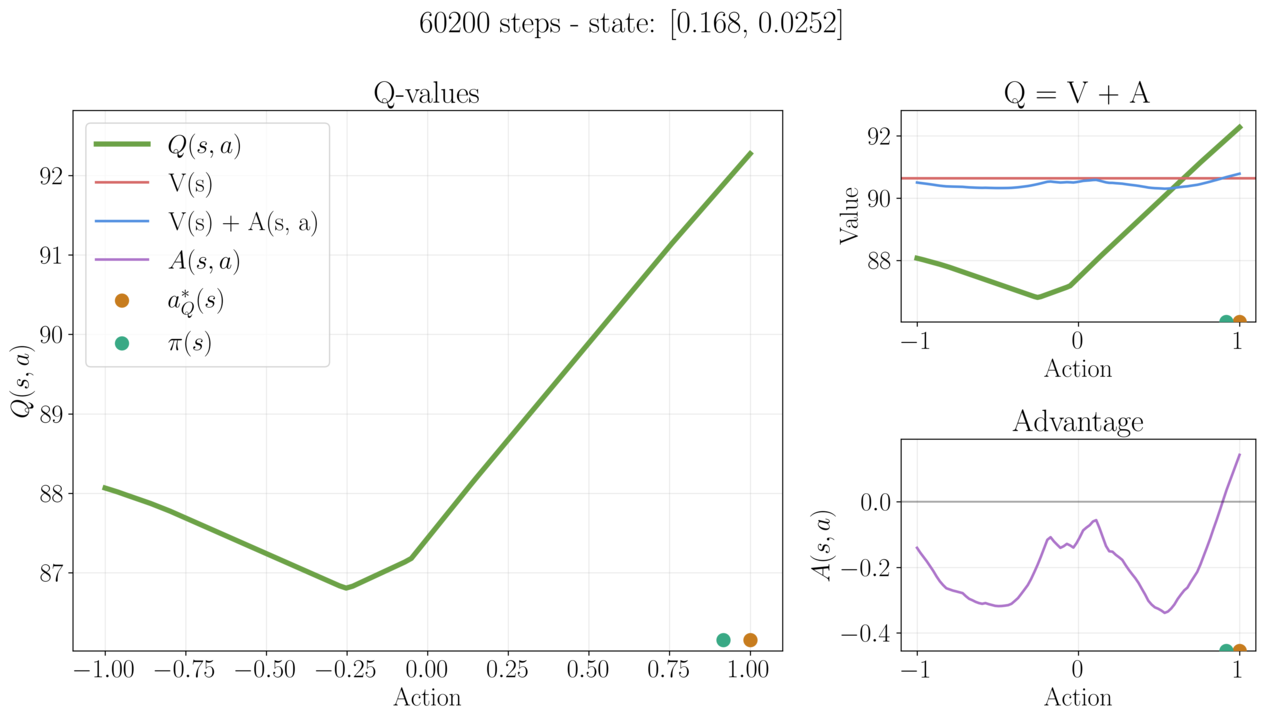 60200 steps - state: [0.168, 0.0252]
Q-values
Q(s, a)
V(s)
V(s) + A(s, a)
A(s, a)
a*Q(s)
π(s)
Q(s, a)
92
91
90
89
88
87
−1.00
−0.75
−0.50
−0.25
0.00
0.25
0.50
0.75
1.00
Action
Q = V + A
Value
92
90
88
−1
0
1
Action
Advantage
A(s, a)
0.0
−0.2
−0.4
−1
0
1
Action